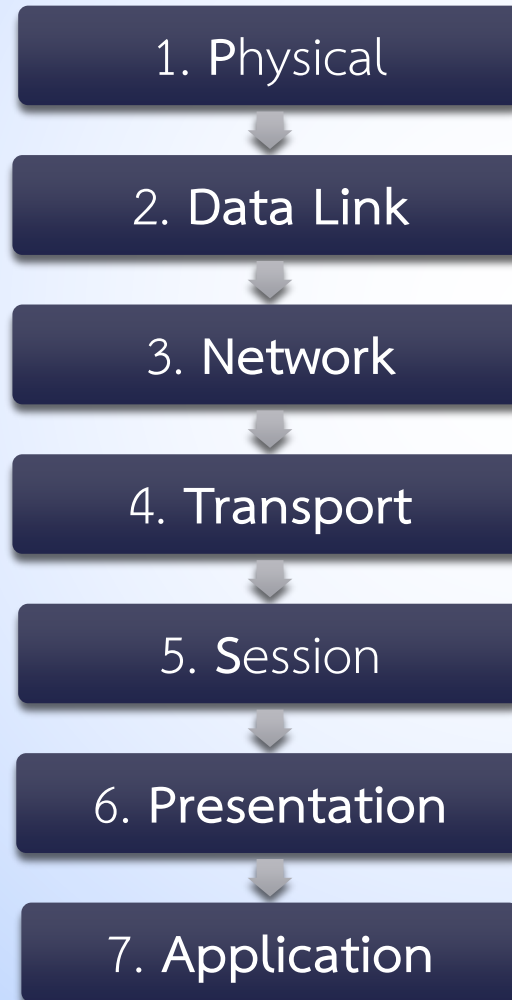 1. Physical
2. Data Link
3. Network
4. Transport
5. Session
6. Presentation
7. Application